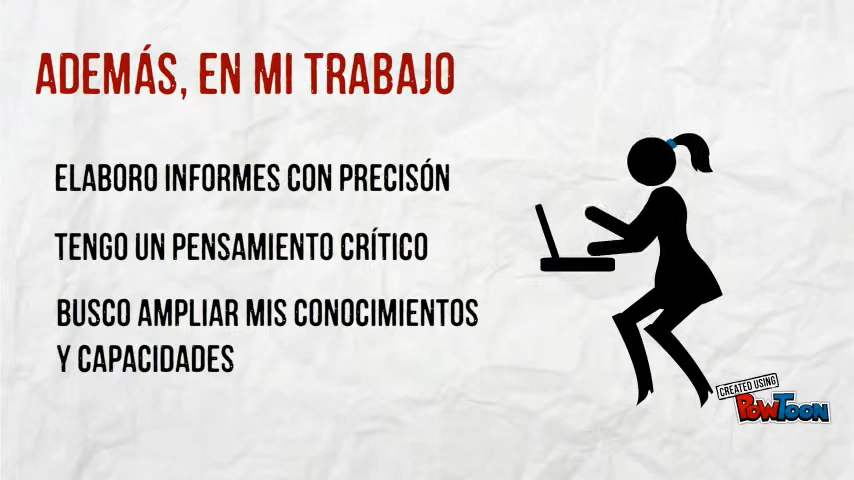 ADEMÁS, EN MI TRABAJO
ELABORO INFORMES CON PRECISÓN
TENGO UN PENSAMIENTO CRÍTICO
BUSCO AMPLIAR MIS CONOCIMIENTOS
Y CAPACIDADES
CREATED USING
POWTOON